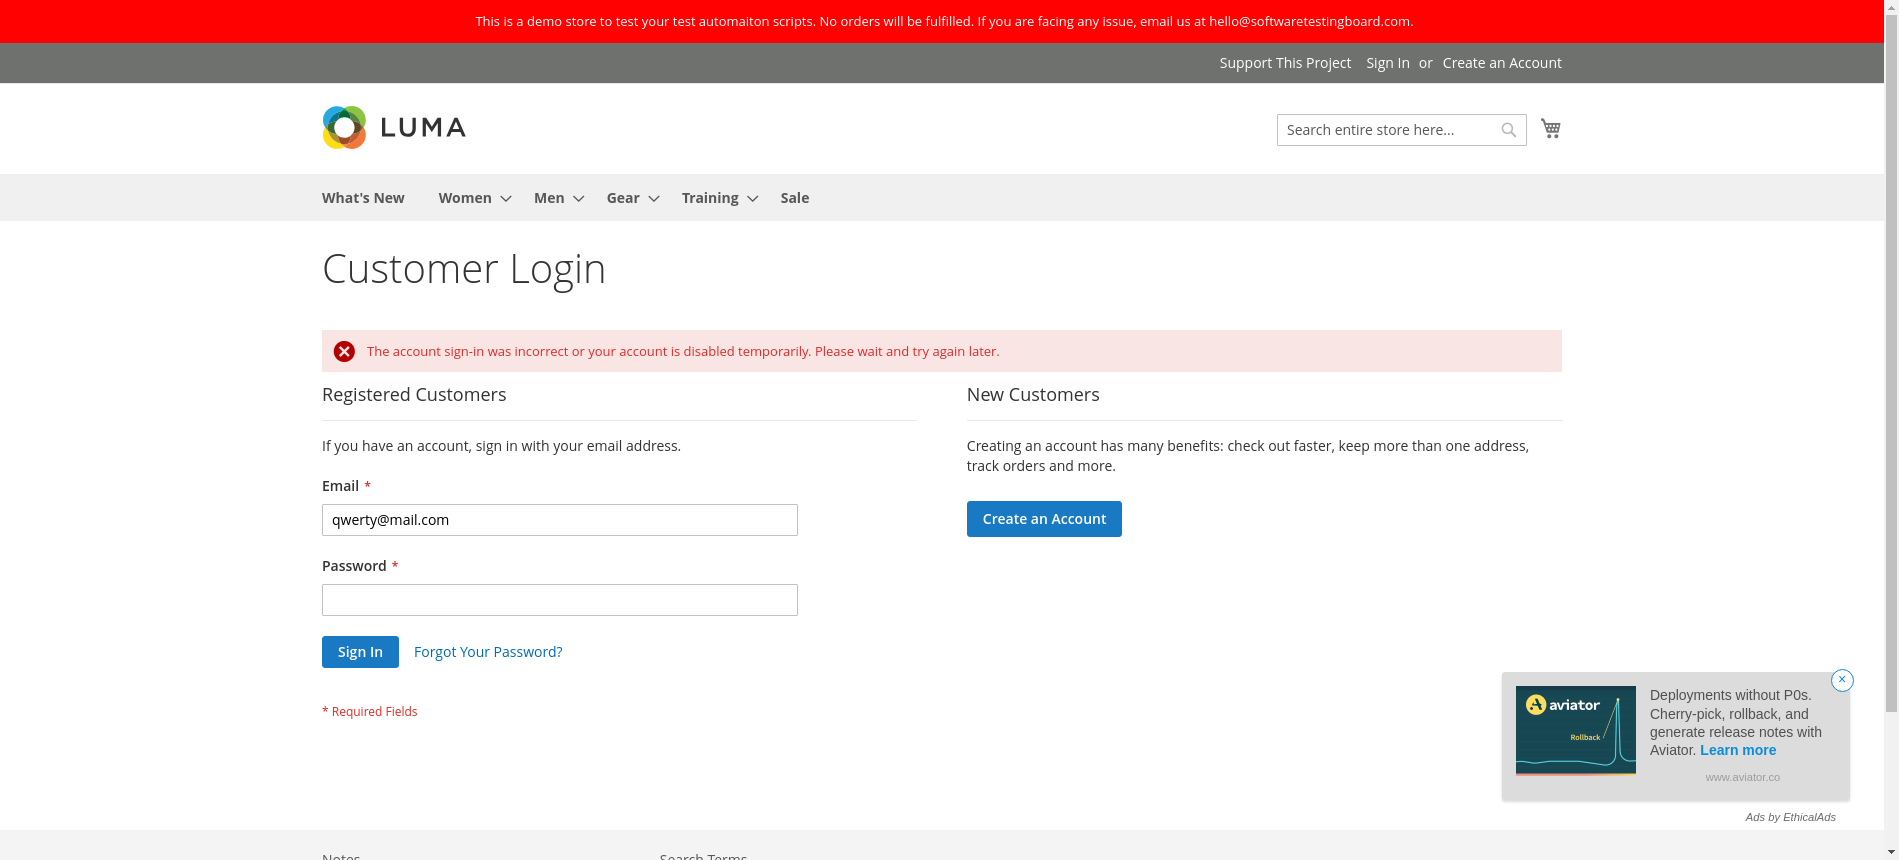 This is a demo store to test your test automaiton scripts. No orders will be fulfilled. If you are facing any issue, email us at hello@softwaretestingboard.com.
Support This Project Sign In or Create an Account
LUMA
Search entire store here...
What's New Women Men Gear Training Sale
Customer Login
The account sign-in was incorrect or your account is disabled temporarily. Please wait and try again later.
Registered Customers
If you have an account, sign in with your email address.
Email *
qwerty@mail.com
Password *
Sign In Forgot Your Password?
* Required Fields
New Customers
Creating an account has many benefits: check out faster, keep more than one address,
track orders and more.
Create an Account
aviator
Rollback
Deployments without P0s.
Cherry-pick, rollback, and
generate release notes with
Aviator. Learn more
www.aviator.co
Ads by EthicalAds
Notes Search Terms